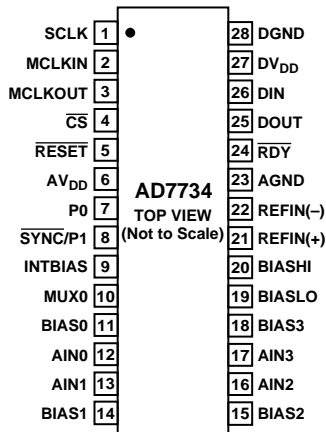 SCLK 1 28 DGND
MCLKIN 2 27 DVDD
MCLKOUT 3 26 DIN
CS 4 25 DOUT
RESET 5 24 RDY
AVDD 6 23 AGND
P0 7 22 REFIN(–)
SYNC/P1 8 21 REFIN(+)
INTBIAS 9 20 BIASHI
MUX0 10 19 BIASLO
BIAS0 11 18 BIAS3
AIN0 12 17 AIN3
AIN1 13 16 AIN2
BIAS1 14 15 BIAS2
AD7734
TOP VIEW
(Not to Scale)